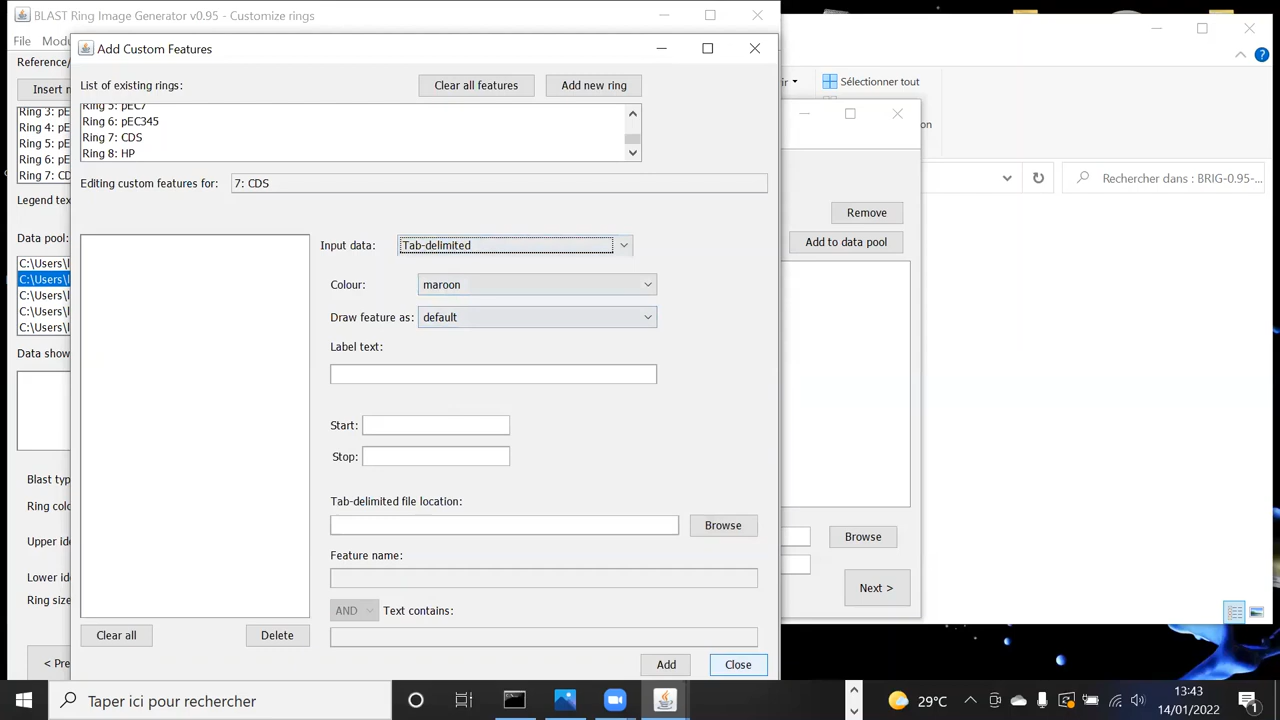 BLAST Ring Image Generator v0.95 - Customize rings
File Modu
Add Custom Features
Reference/
Insert r
Ring 3: pE
Ring 4: pE
Ring 5: pE
Ring 6: pE
Ring 7: CD
Legend tex
Data pool:
C:\Users\
C:\Users\
C:\Users\
C:\Users\
C:\Users\
Data show
Blast typ
Ring colo
Upper ide
Lower ide
Ring size
< Pre
List of existing rings:
Clear all features
Add new ring
Ring 5: pEC7
Ring 6: pEC345
Ring 7: CDS
Ring 8: HP
Editing custom features for:
7: CDS
Input data:
Tab-delimited
Colour:
maroon
Draw feature as:
default
Label text:
Start:
Stop:
Tab-delimited file location:
Browse
Feature name:
AND
Text contains:
Clear all
Delete
Add
Close
Sélectionner tout
Rechercher dans : BRIG-0.95-...
Remove
Add to data pool
Browse
Next >
Taper ici pour rechercher
29°C
13:43
14/01/2022
1